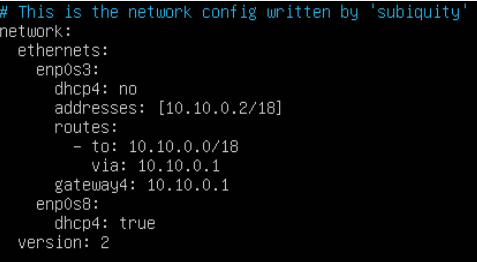 # This is the network config written by 'subiquity'
network:
  ethernets:
    enp0s3:
      dhcp4: no
      addresses: [10.10.0.2/18]
      routes:
        - to: 10.10.0.0/18
          via: 10.10.0.1
      gateway4: 10.10.0.1
    enp0s8:
      dhcp4: true
  version: 2